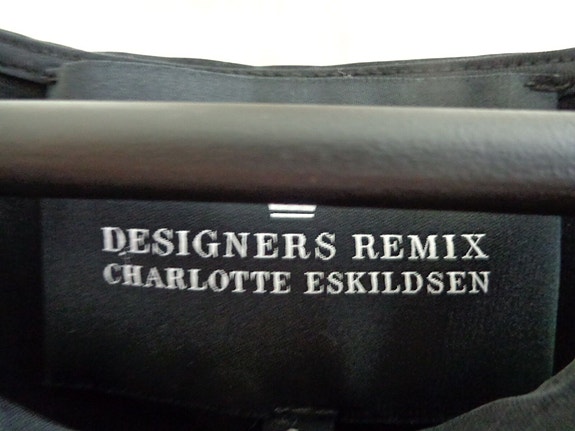 DESIGNERS REMIX
CHARLOTTE ESKILDSEN